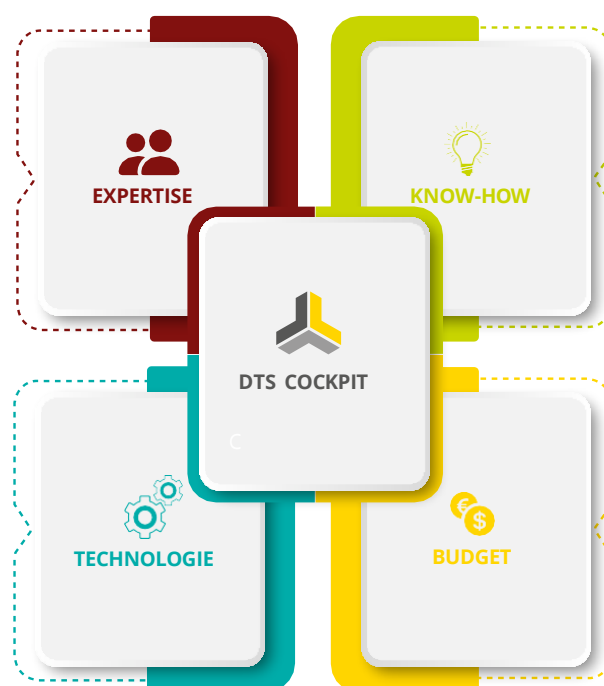 EXPERTISE
KNOW-HOW
DTS COCKPIT
C
TECHNOLOGIE
BUDGET